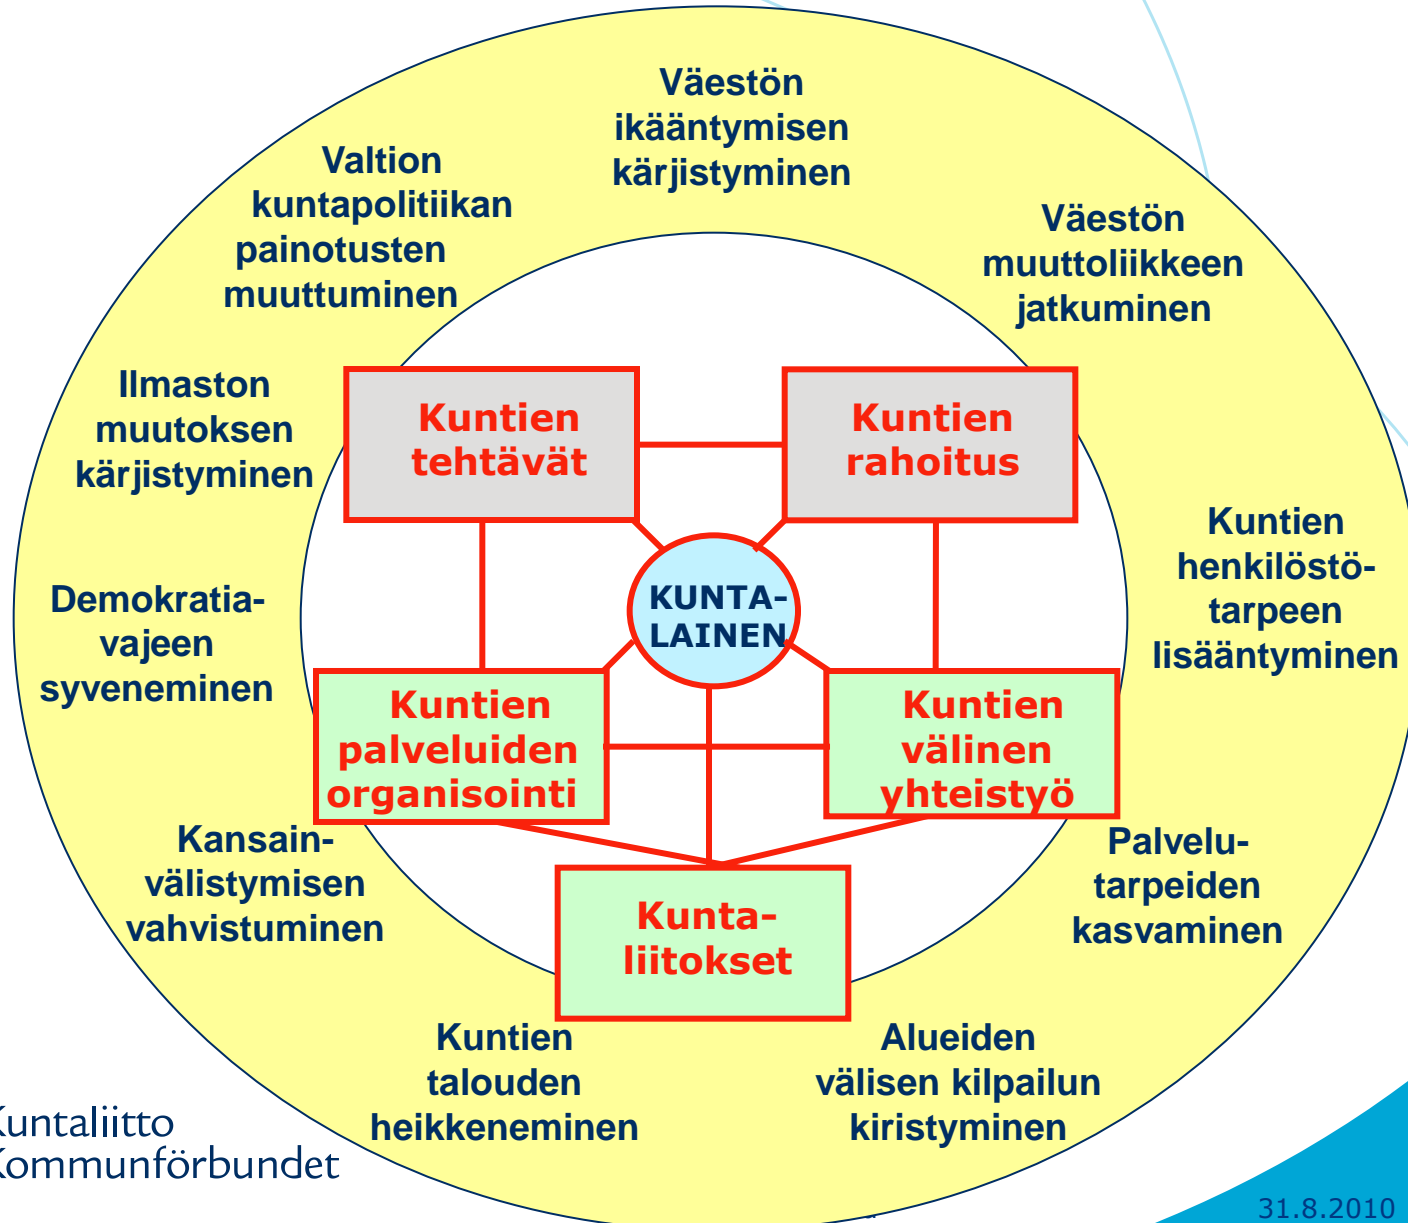 Väestön
ikääntymisen
kärjistyminen
Valtion
kuntapolitiikan
painotusten
muuttuminen
Väestön
muuttoliikkeen
jatkuminen
Ilmaston
muutoksen
kärjistyminen
Kuntien
tehtävät
Kuntien
rahoitus
Kuntien
henkilöstö-
tarpeen
lisääntyminen
Demokratia-
vajeen
syveneminen
KUNTA-
LAINEN
Kuntien
palveluiden
organisointi
Kuntien
välinen
yhteistyö
Kansain-
välistymisen
vahvistuminen
Palvelu-
tarpeiden
kasvaminen
Kunta-
liitokset
Kuntien
talouden
heikkeneminen
Alueiden
välisen kilpailun
kiristyminen
Kuntaliitto
Kommunförbundet
31.8.2010